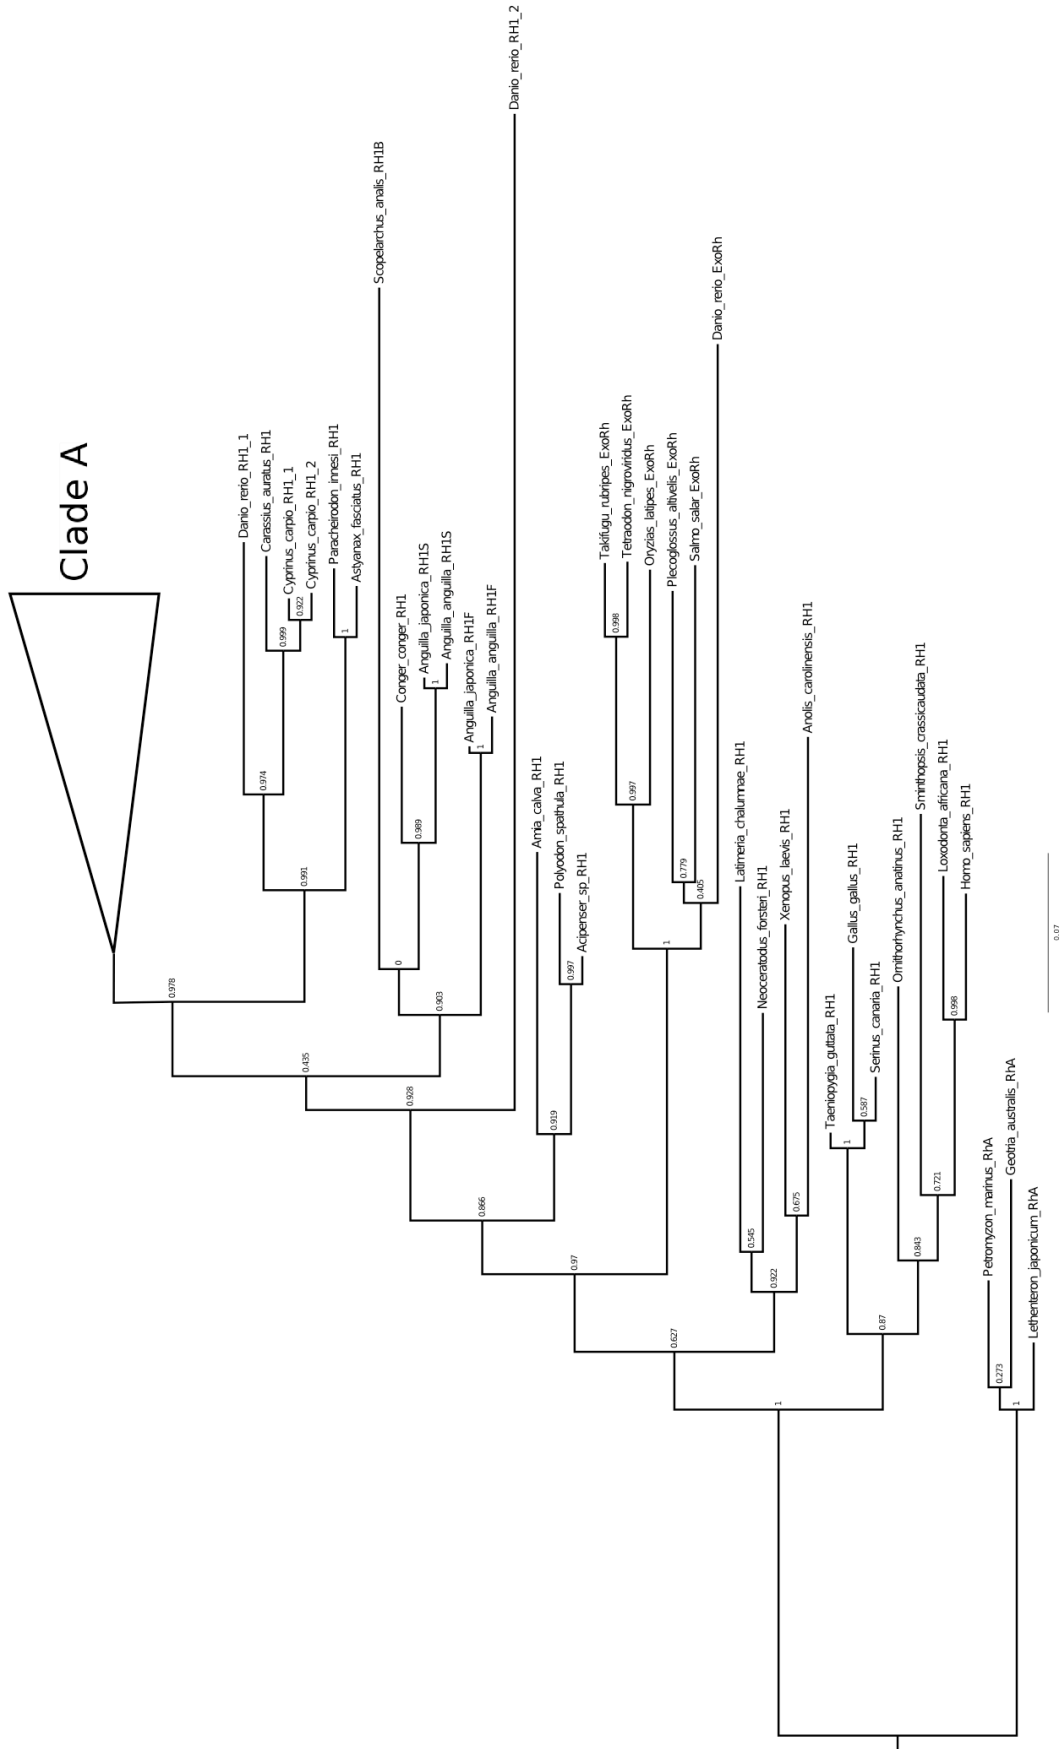 Clade A
0.978
Danio_rerio_RH1_1
0.974
Carassius_auratus_RH1
0.999
Cyprinus_carpio_RH1_1
0.922
Cyprinus_carpio_RH1_2
0.991
Paracheirodon_innesi_RH1
1
Astyanax_fasciatus_RH1
0.435
Scopelarchus_analis_RH1B
0
Conger_conger_RH1
0.989
Anguilla_japonica_RH1S
1
Anguilla_anguilla_RH1S
0.903
Anguilla_japonica_RH1F
1
Anguilla_anguilla_RH1F
0.928
Danio_rerio_RH1_2
0.866
Amia_calva_RH1
0.919
Polyodon_spathula_RH1
0.997
Acipenser_sp_RH1
0.97
Takifugu_rubripes_ExoRh
0.998
Tetraodon_nigroviridus_ExoRh
0.997
Oryzias_latipes_ExoRh
1
Plecoglossus_altivelis_ExoRh
0.779
Salmo_salar_ExoRh
0.405
Danio_rerio_ExoRh
0.627
Latimeria_chalumnae_RH1
0.545
Neoceratodus_forsteri_RH1
0.922
Xenopus_laevis_RH1
0.675
Anolis_carolinensis_RH1
1
Taeniopygia_guttata_RH1
1
Gallus_gallus_RH1
0.587
Serinus_canaria_RH1
0.87
Ornithorhynchus_anatinus_RH1
0.843
Sminthopsis_crassicaudata_RH1
0.721
Loxodonta_africana_RH1
0.998
Homo_sapiens_RH1
Petromyzon_marinus_RhA
0.273
Geotria_australis_RhA
1
Lethenteron_japonicum_RhA
0.07